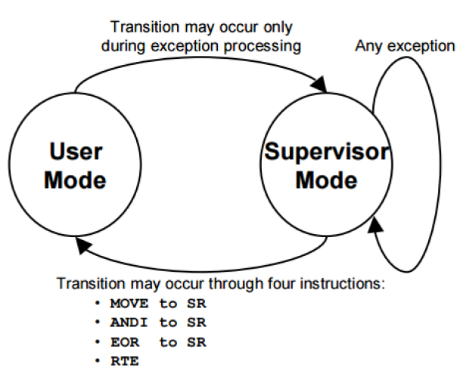 Transition may occur only
during exception processing
Any exception
User
Mode
Supervisor
Mode
Transition may occur through four instructions:
• MOVE to SR
• ANDI to SR
• EOR to SR
• RTE